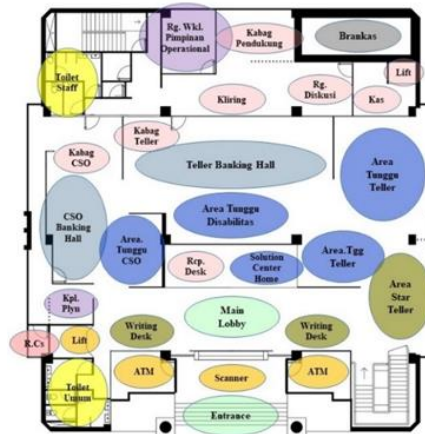 Rg. Wkl.
Pimpinan
Operasional
Kabag
Pendukung
Brankas
Toilet
Staff
Kliring
Rg.
Diskusi
Kas
Lift
Kabag
Teller
Kabag
CSO
Teller Banking Hall
Area
Tunggu
Teller
CSO
Banking
Hall
Area Tunggu
Disabilitas
Area.
Tunggu
CSO
Rcp.
Desk
Solution
Center
Home
Area.Tgg
Teller
Area
Star
Teller
Kpl.
Plyn
Main
Lobby
R.Cs
Lift
Writing
Desk
Writing
Desk
Toilet
Umum
ATM
Scanner
ATM
Entrance